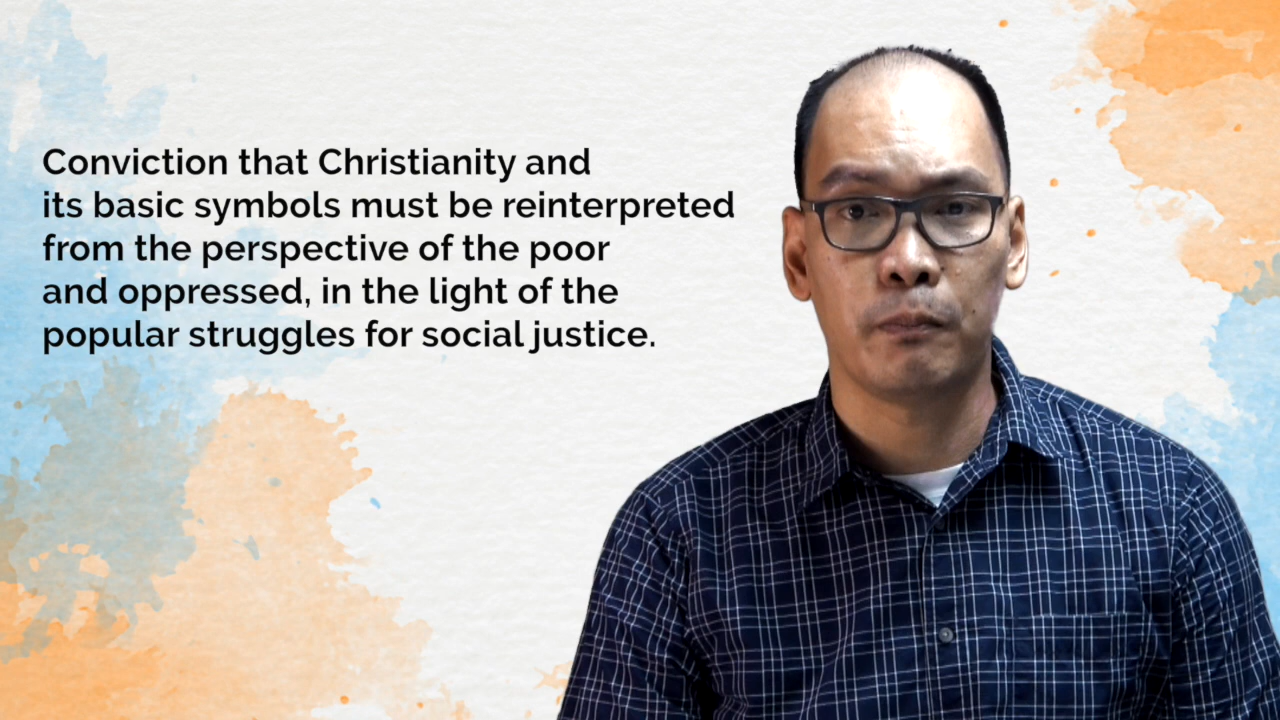 Conviction that Christianity and
its basic symbols must be reinterpreted
from the perspective of the poor
and oppressed, in the light of the
popular struggles for social justice.